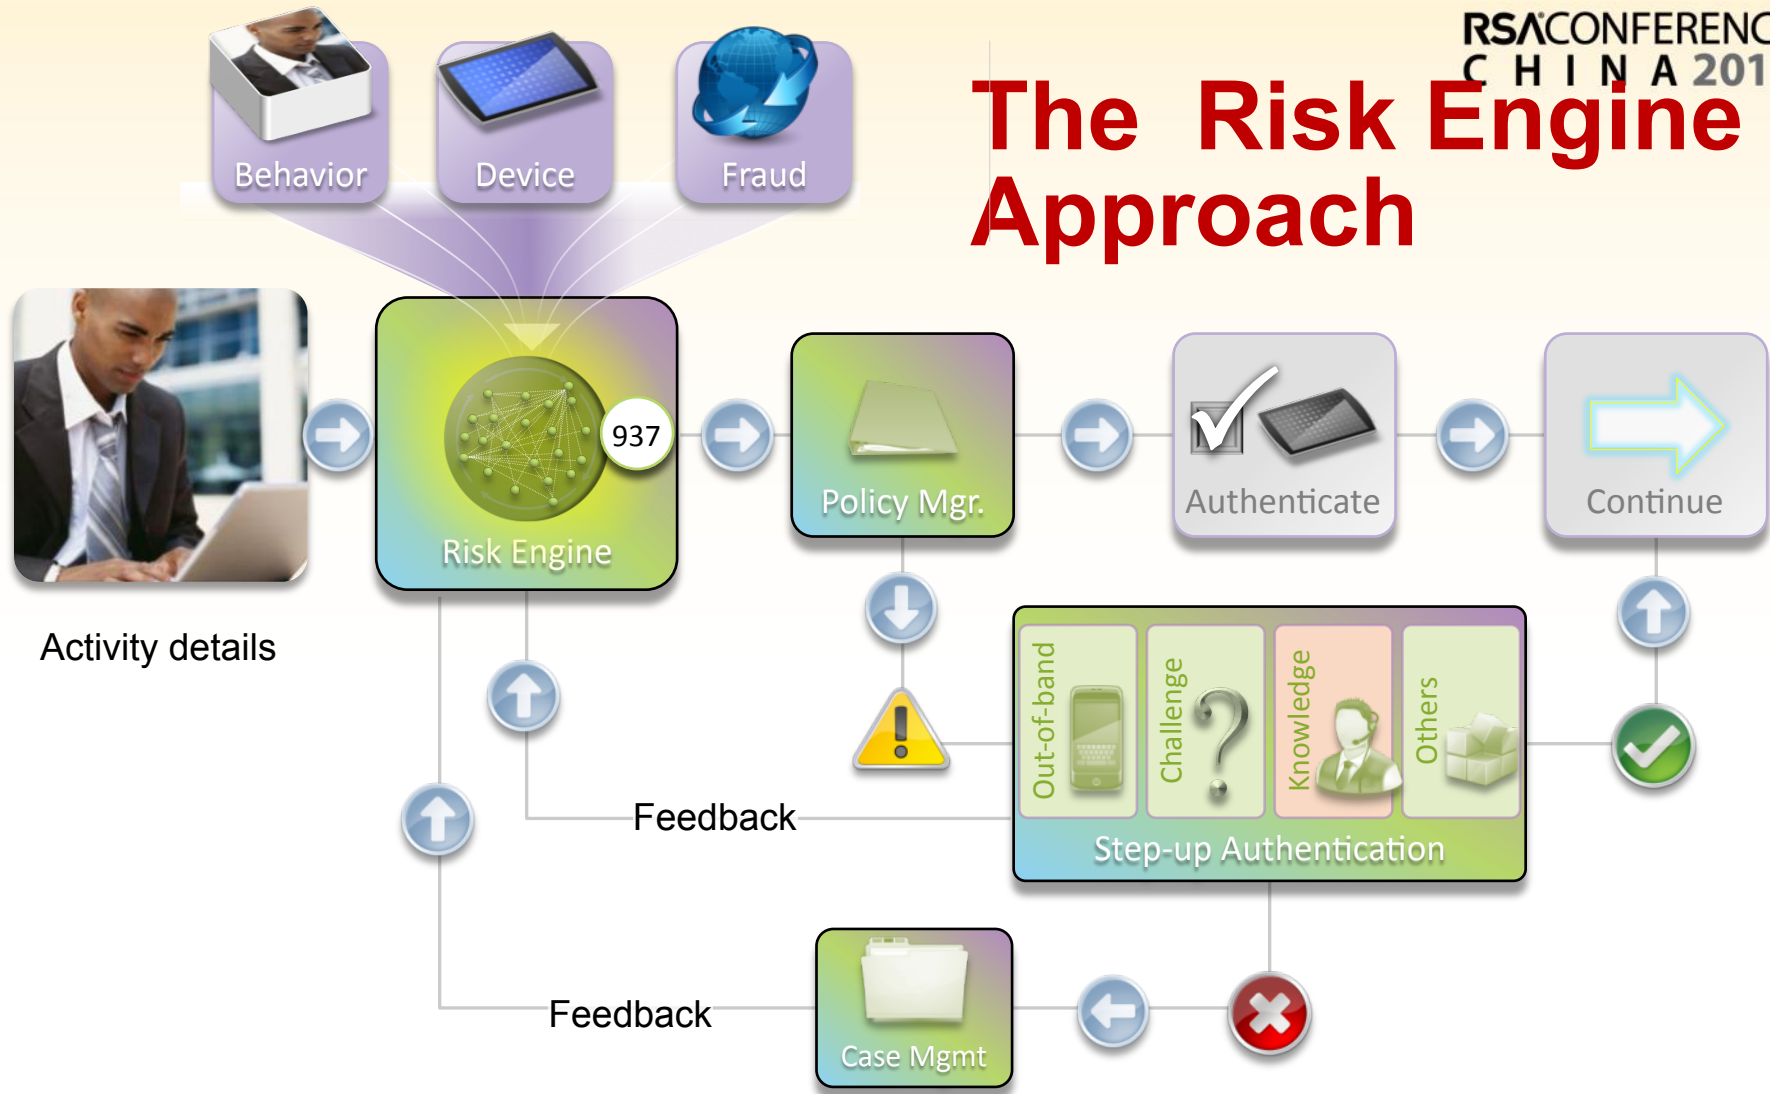 RSACONFERENC
CHINA 201
The Risk Engine
Approach
Behavior
Device
Fraud
937
Risk Engine
Policy Mgr.
Authenticate
Continue
Activity details
Out-of-band
Challenge
Knowledge
Others
Step-up Authentication
Feedback
Feedback
Case Mgmt